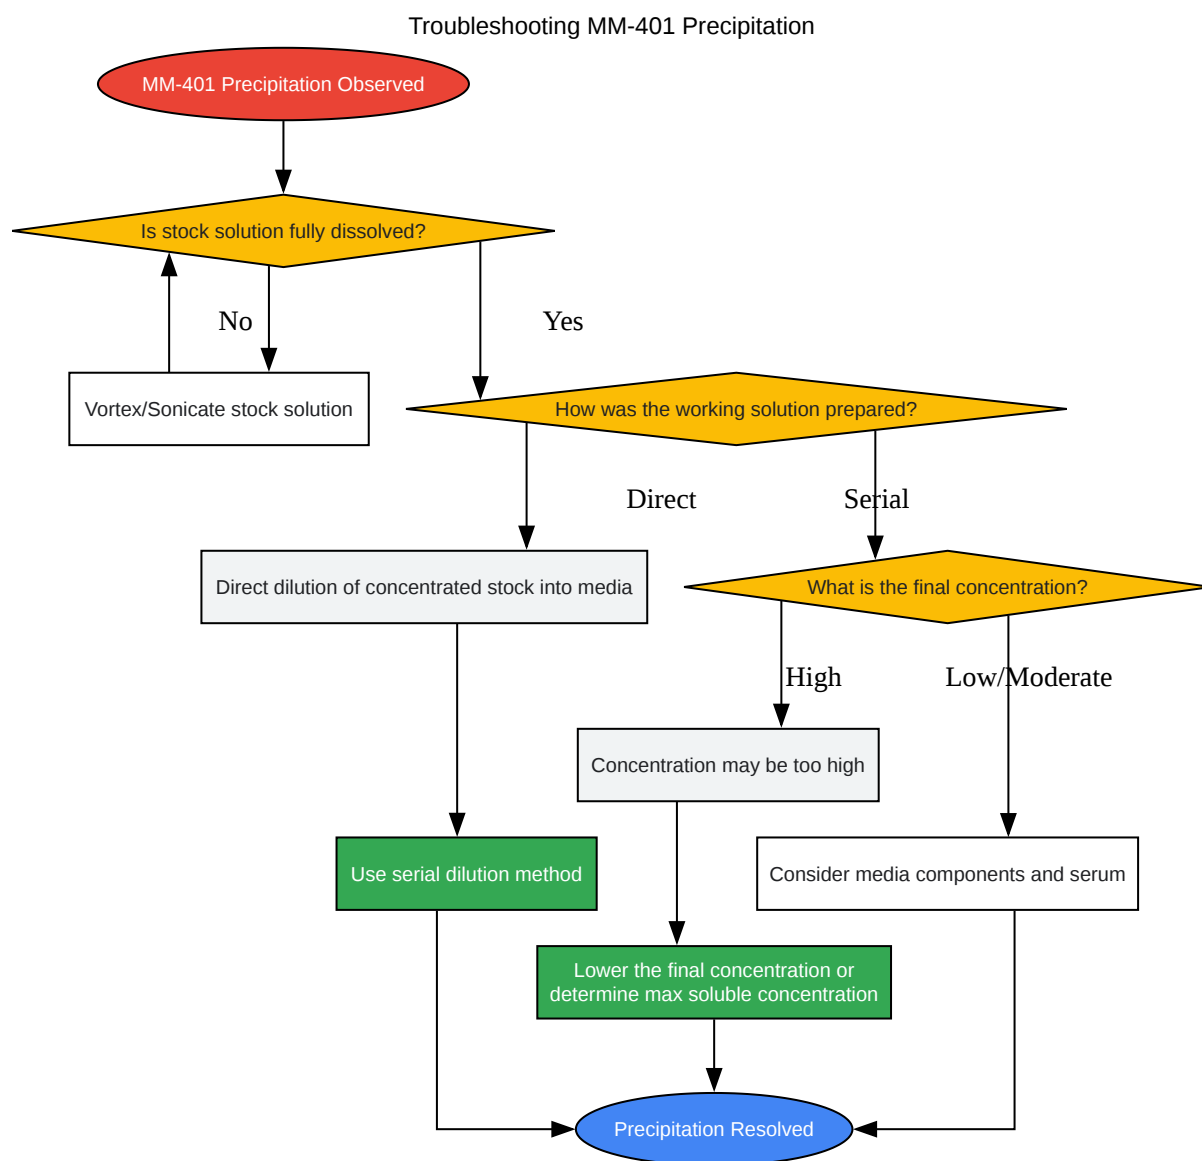 Troubleshooting MM-401 Precipitation
MM-401 Precipitation Observed
Is stock solution fully dissolved?
No
Yes
Vortex/Sonicate stock solution
How was the working solution prepared?
Direct
Serial
Direct dilution of concentrated stock into media
What is the final concentration?
High
Low/Moderate
Concentration may be too high
Use serial dilution method
Consider media components and serum
Lower the final concentration or
determine max soluble concentration
Precipitation Resolved